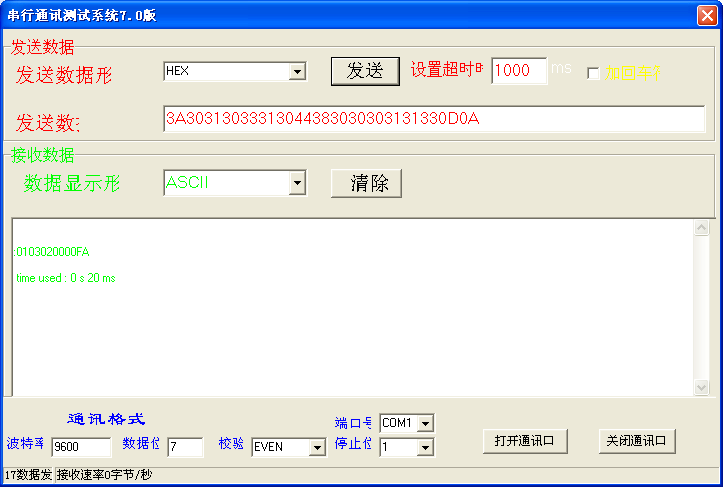 串行通讯测试系统7.0版
发送数据
发送数据形 HEX 发送 设置超时 1000 ms 加回车行
发送数 3A303130333130443830303031313330D0A
接收数据
数据显示形 ASCII 清除
:0103020000FA
time used : 0 s 20 ms
通讯格式
端口号 COM1
波特率 9600 数据位 7 校验 EVEN 停止位 1 打开通讯口 关闭通讯口
17数据发 接收速率0字节/秒